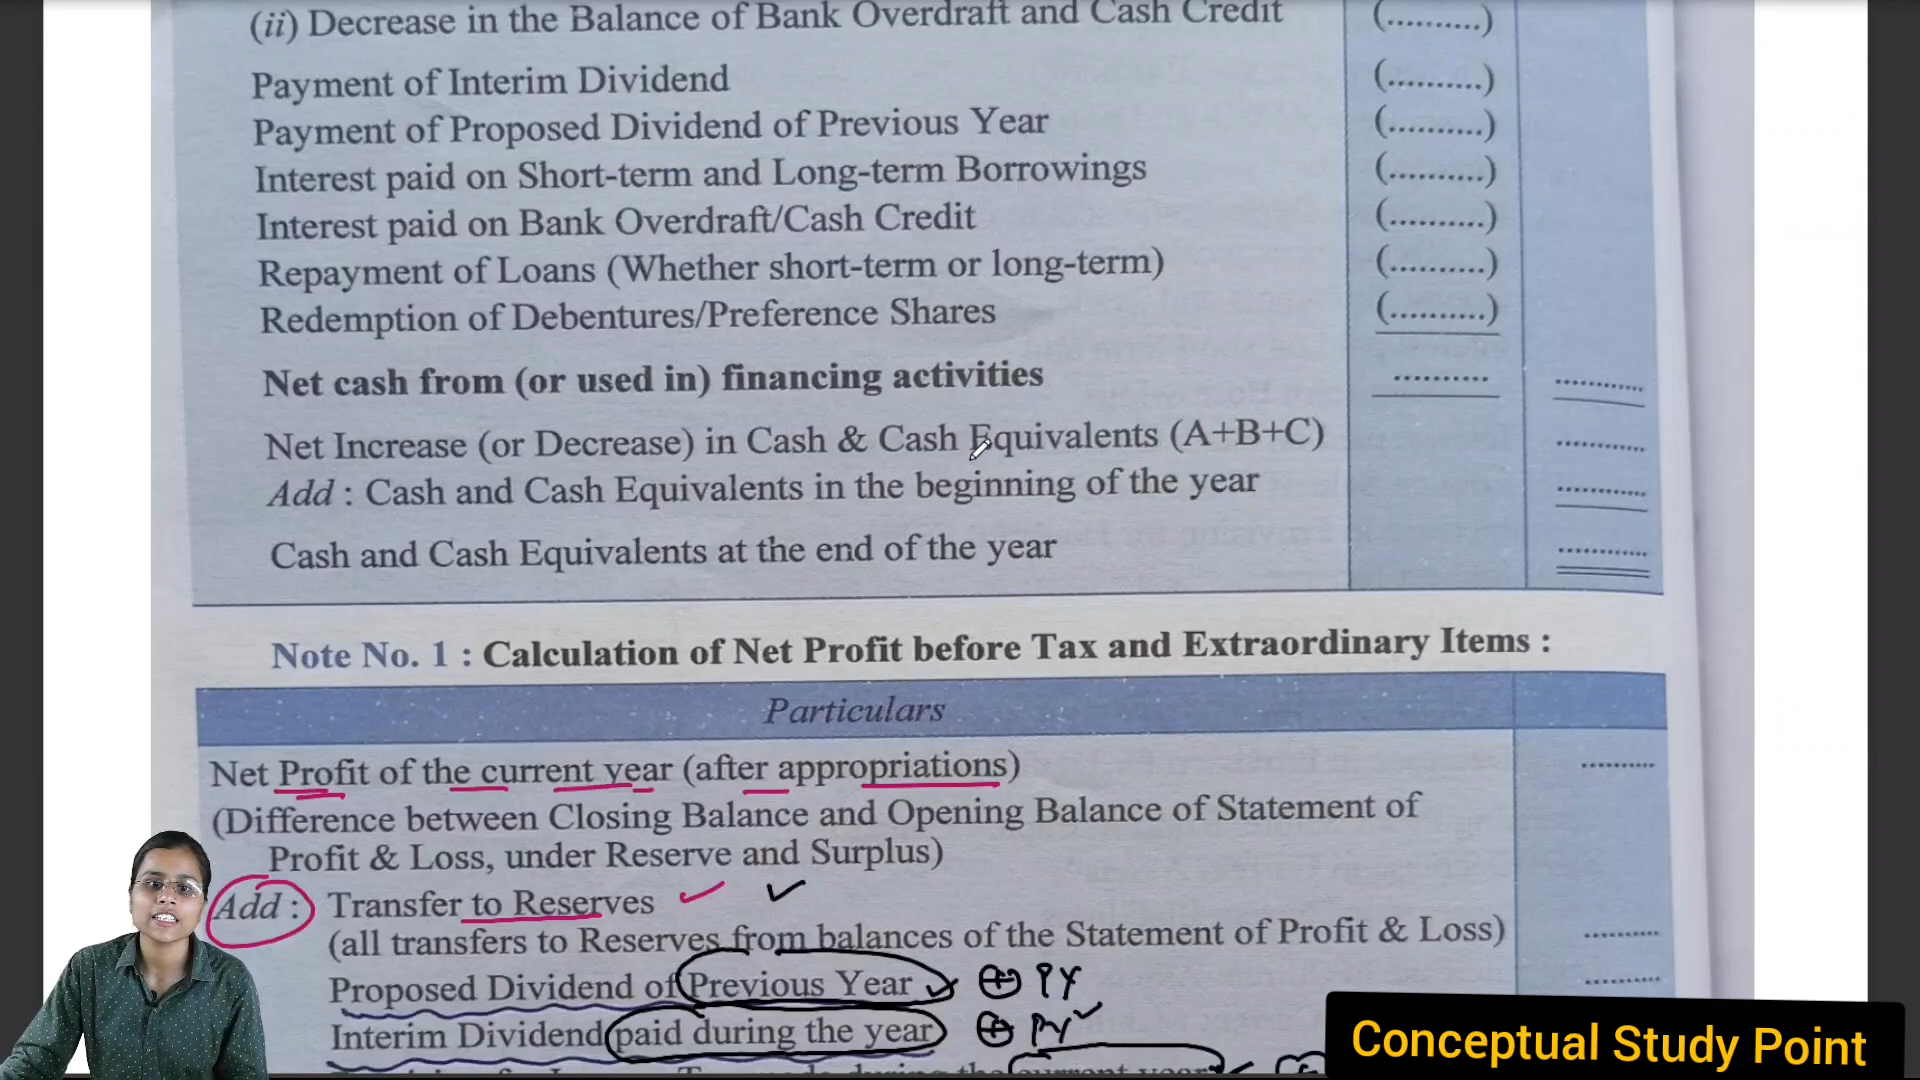 (ii) Decrease in the Balance of Bank Overdraft and Cash Credit (..........)
Payment of Interim Dividend (..........)
Payment of Proposed Dividend of Previous Year (..........)
Interest paid on Short-term and Long-term Borrowings (..........)
Interest paid on Bank Overdraft/Cash Credit (..........)
Repayment of Loans (Whether short-term or long-term) (..........)
Redemption of Debentures/Preference Shares (..........)
Net cash from (or used in) financing activities .......... ............
Net Increase (or Decrease) in Cash & Cash Equivalents (A+B+C) ............
Add : Cash and Cash Equivalents in the beginning of the year ............
Cash and Cash Equivalents at the end of the year ............
Note No. 1 : Calculation of Net Profit before Tax and Extraordinary Items :
Particulars
Net Profit of the current year (after appropriations) ..........
(Difference between Closing Balance and Opening Balance of Statement of
Profit & Loss, under Reserve and Surplus)
Add : Transfer to Reserves
(all transfers to Reserves from balances of the Statement of Profit & Loss) ..........
Proposed Dividend of Previous Year + PY ..........
Interim Dividend paid during the year + PY
current year
Conceptual Study Point